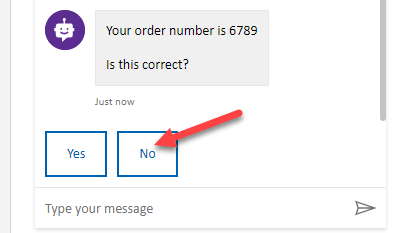 Your order number is 6789
Is this correct?
Just now
Yes
No
Type your message